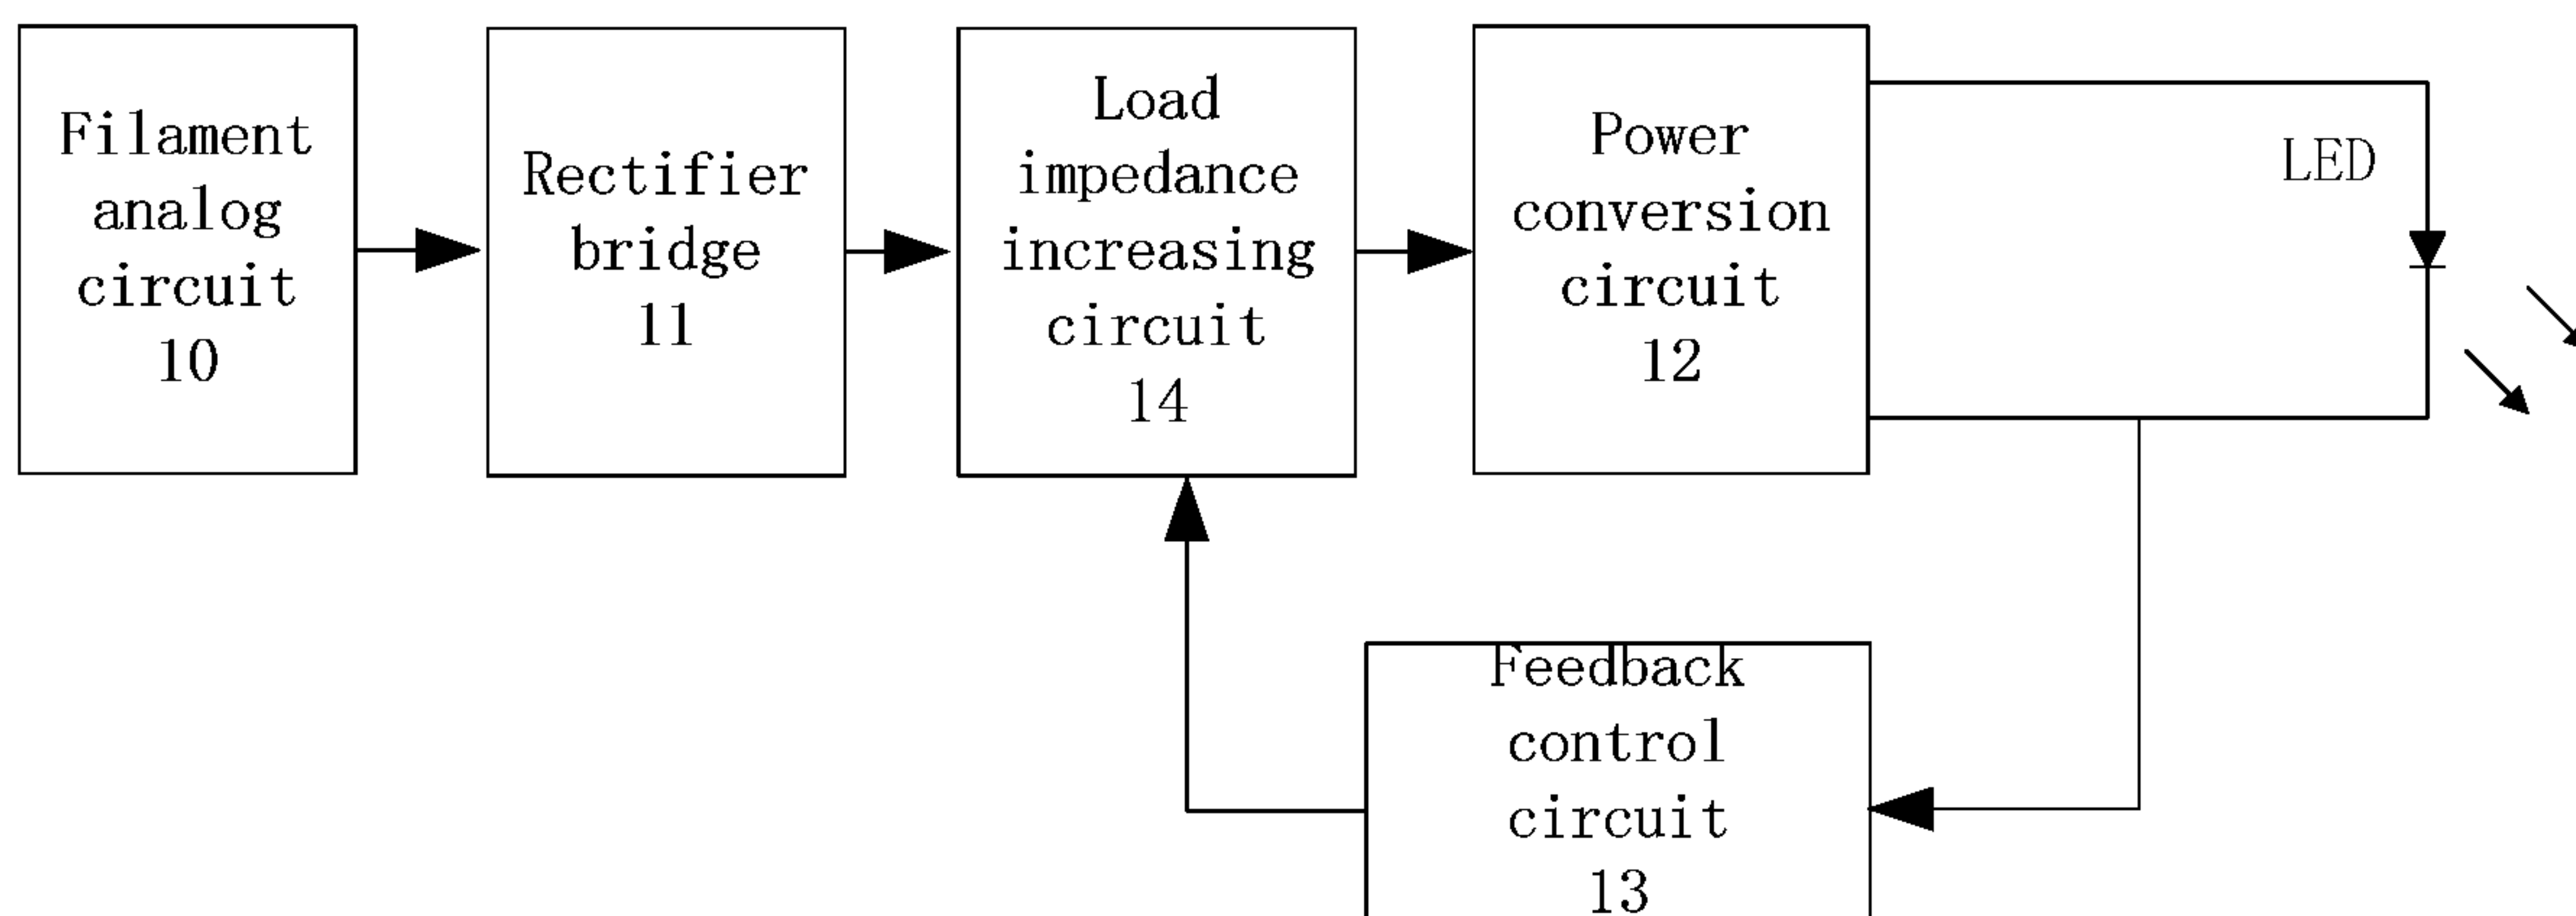 Filament
analog
circuit
10
Rectifier
bridge
11
Load
impedance
increasing
circuit
14
Power
conversion
circuit
12
LED
Feedback
control
circuit
13